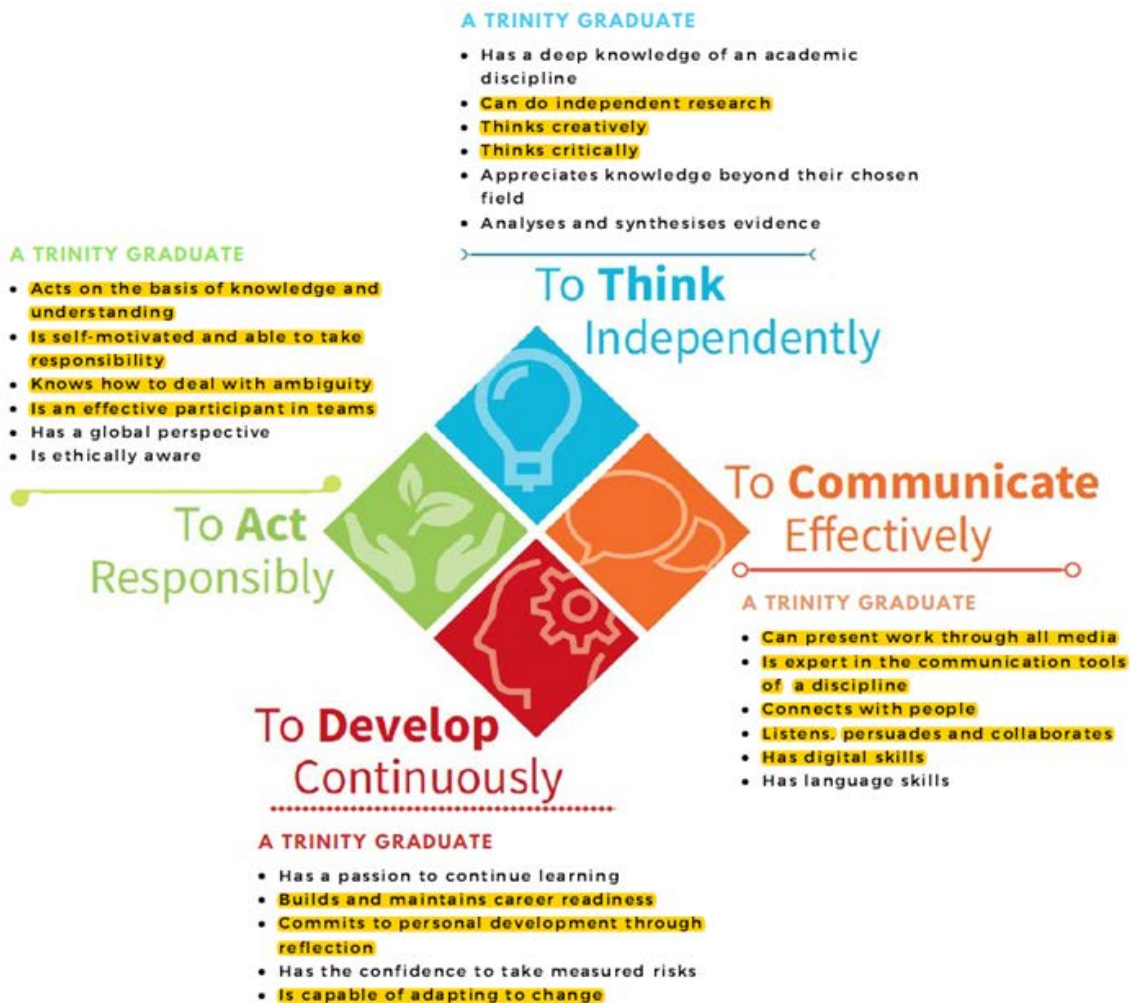 A TRINITY GRADUATE
• Has a deep knowledge of an academic
discipline
• Can do independent research
• Thinks creatively
• Thinks critically
• Appreciates knowledge beyond their chosen
field
• Analyses and synthesises evidence
To Think
Independently
A TRINITY GRADUATE
• Acts on the basis of knowledge and
understanding
• Is self-motivated and able to take
responsibility
• Knows how to deal with ambiguity
• Is an effective participant in teams
• Has a global perspective
• Is ethically aware
To Act
Responsibly
To Communicate
Effectively
A TRINITY GRADUATE
• Can present work through all media
• Is expert in the communication tools
of a discipline
• Connects with people
• Listens, persuades and collaborates
• Has digital skills
• Has language skills
To Develop
Continuously
A TRINITY GRADUATE
• Has a passion to continue learning
• Builds and maintains career readiness
• Commits to personal development through
reflection
• Has the confidence to take measured risks
• Is capable of adapting to change